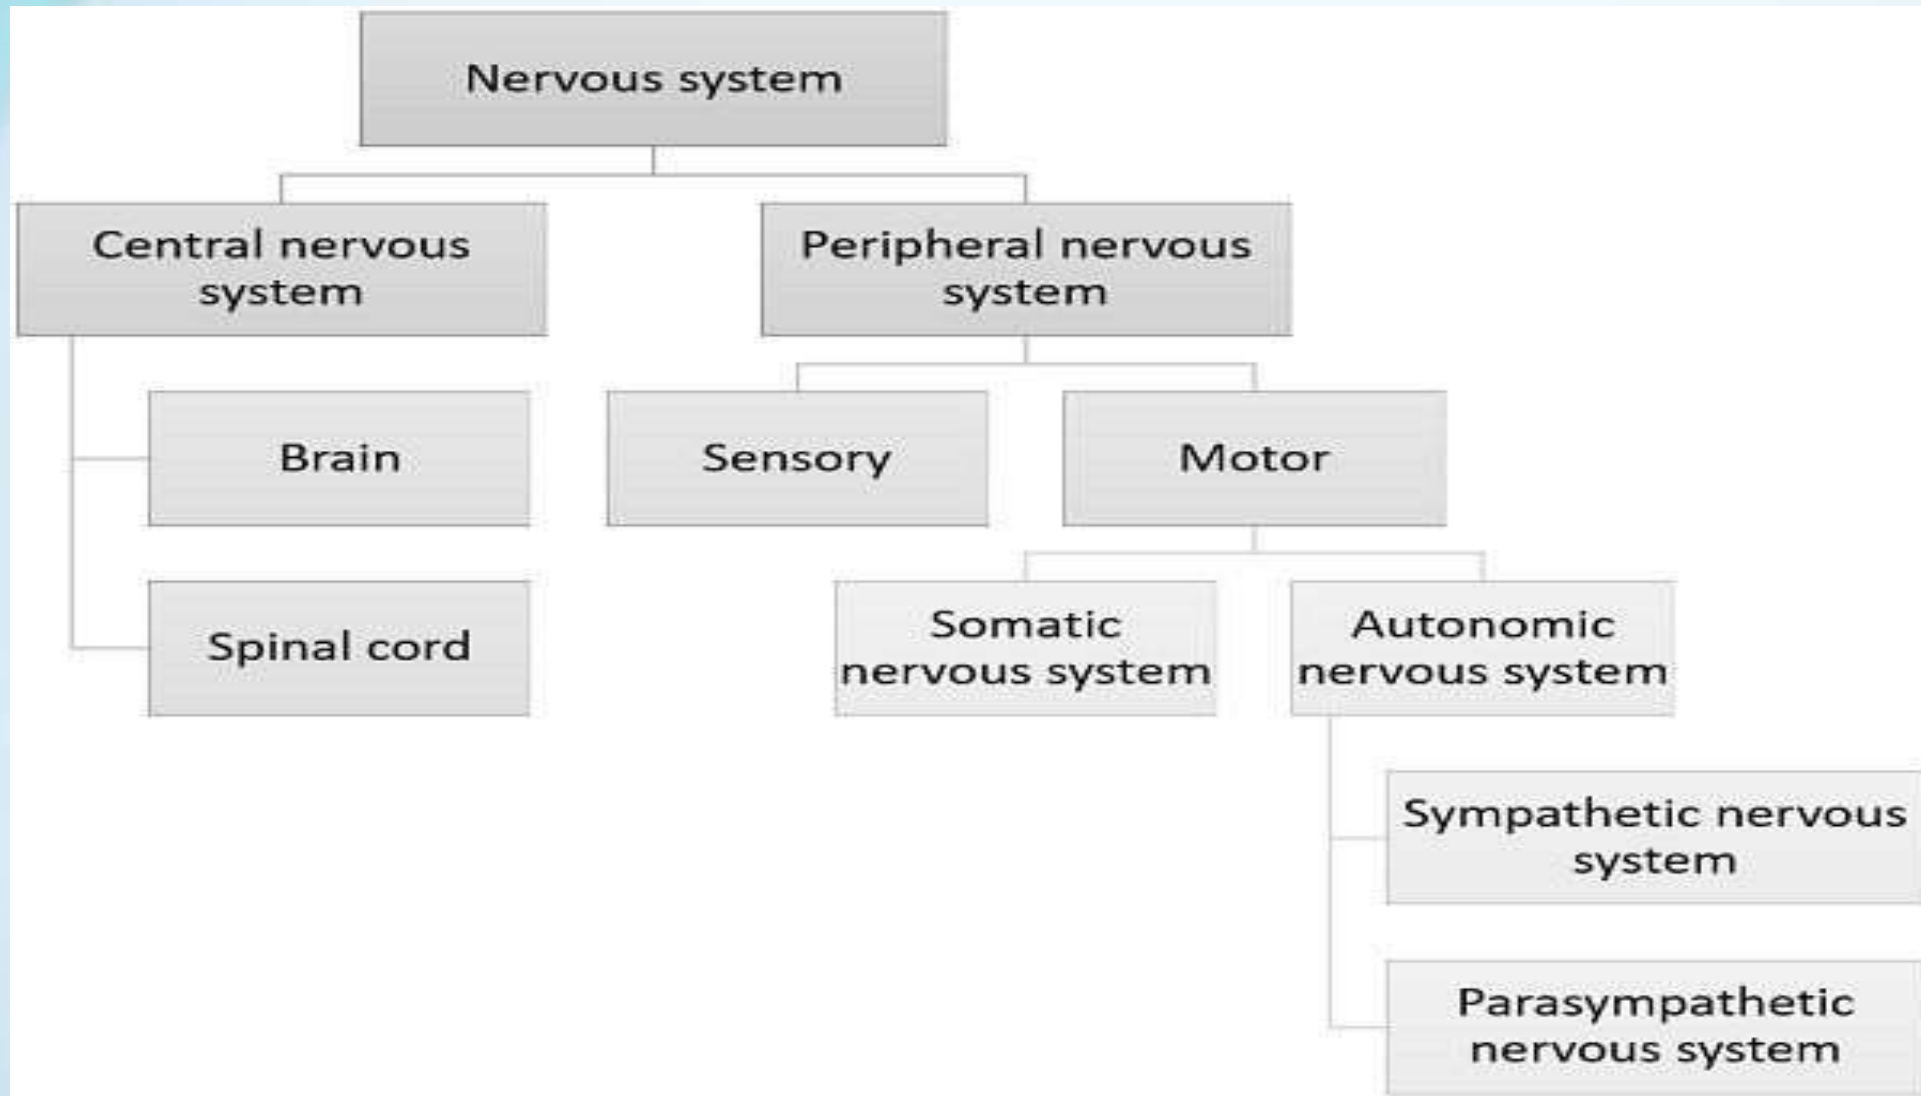 Nervous system
Central nervous
system
Peripheral nervous
system
Brain
Sensory
Motor
Spinal cord
Somatic
nervous system
Autonomic
nervous system
Sympathetic nervous
system
Parasympathetic
nervous system